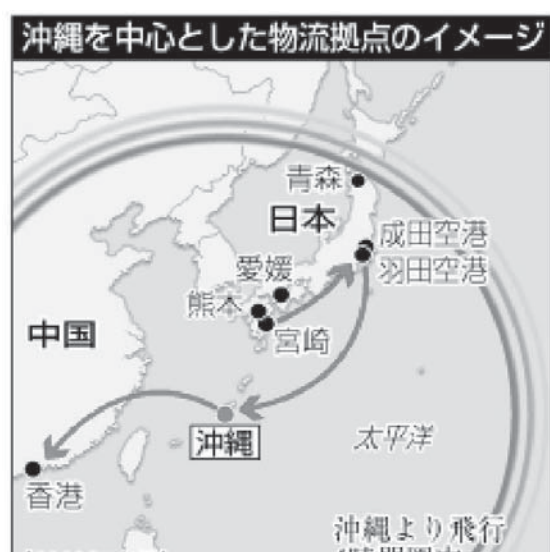 沖縄を中心とした物流拠点のイメージ
青森
日本
成田空港
羽田空港
愛媛
熊本
宮崎
中国
沖縄
太平洋
香港
沖縄より飛行